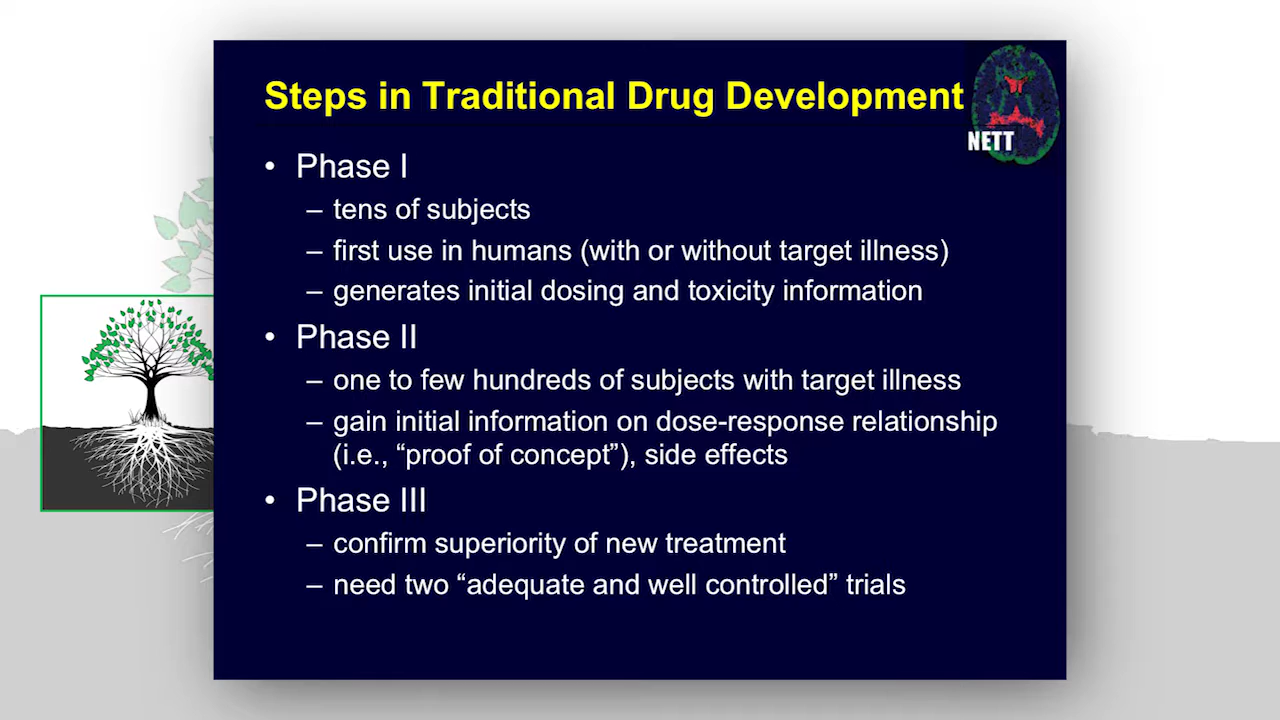 Steps in Traditional Drug Development
NETT
• Phase I
– tens of subjects
– first use in humans (with or without target illness)
– generates initial dosing and toxicity information
• Phase II
– one to few hundreds of subjects with target illness
– gain initial information on dose-response relationship
(i.e., “proof of concept”), side effects
• Phase III
– confirm superiority of new treatment
– need two “adequate and well controlled” trials